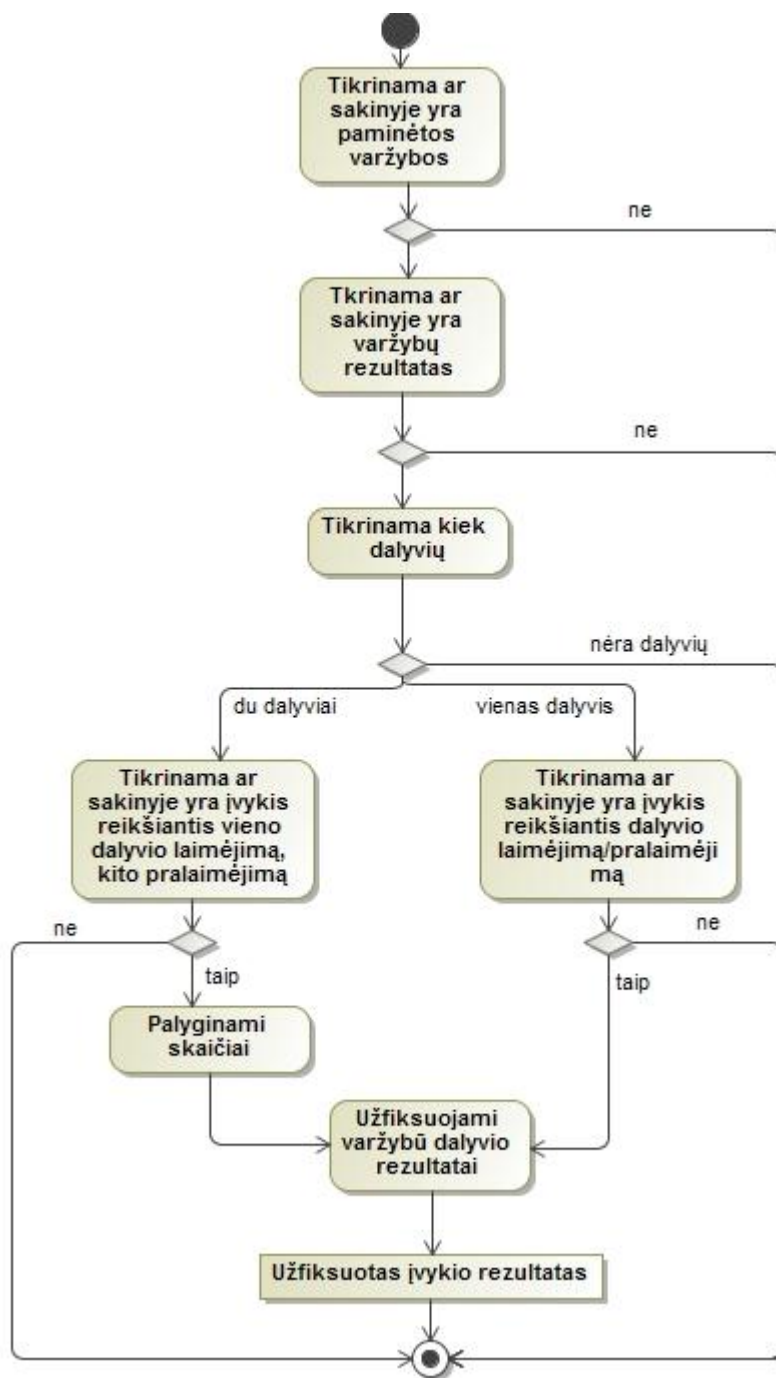 Tikrinama ar
sakinyje yra
paminėtos
varžybos
ne
Tkrinama ar
sakinyje yra
varžybų
rezultatas
ne
Tikrinama kiek
dalyvių
nėra dalyvių
du dalyviai
vienas dalyvis
Tikrinama ar
sakinyje yra įvykis
reikšiantis vieno
dalyvio laimėjimą,
kito pralaimėjimą
Tikrinama ar
sakinyje yra įvykis
reikšiantis dalyvio
laimėjimą/pralaimėji
mą
ne
ne
taip
taip
Palyginami
skaičiai
Užfiksuojami
varžybū dalyvio
rezultatai
Užfiksuotas įvykio rezultatas